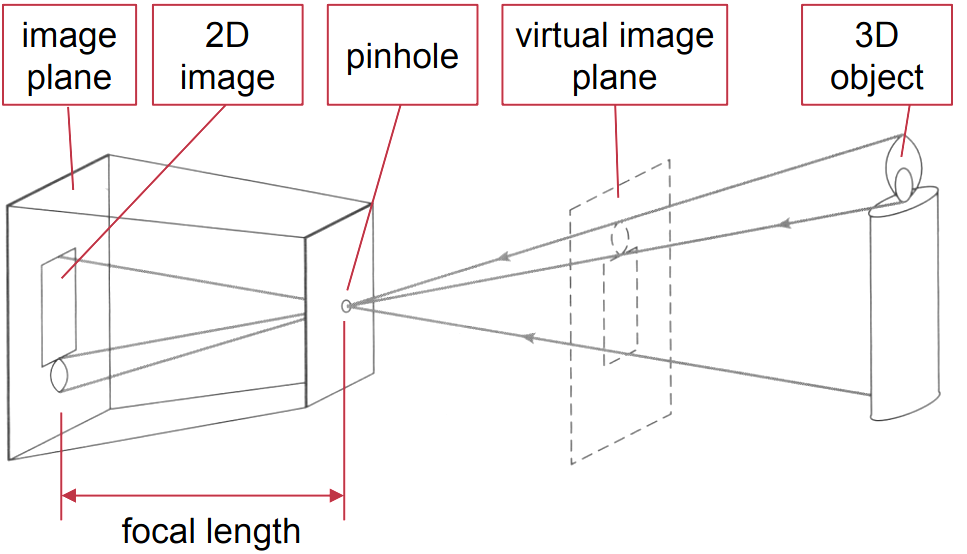 image
plane
2D
image
pinhole
virtual image
plane
3D
object
focal length